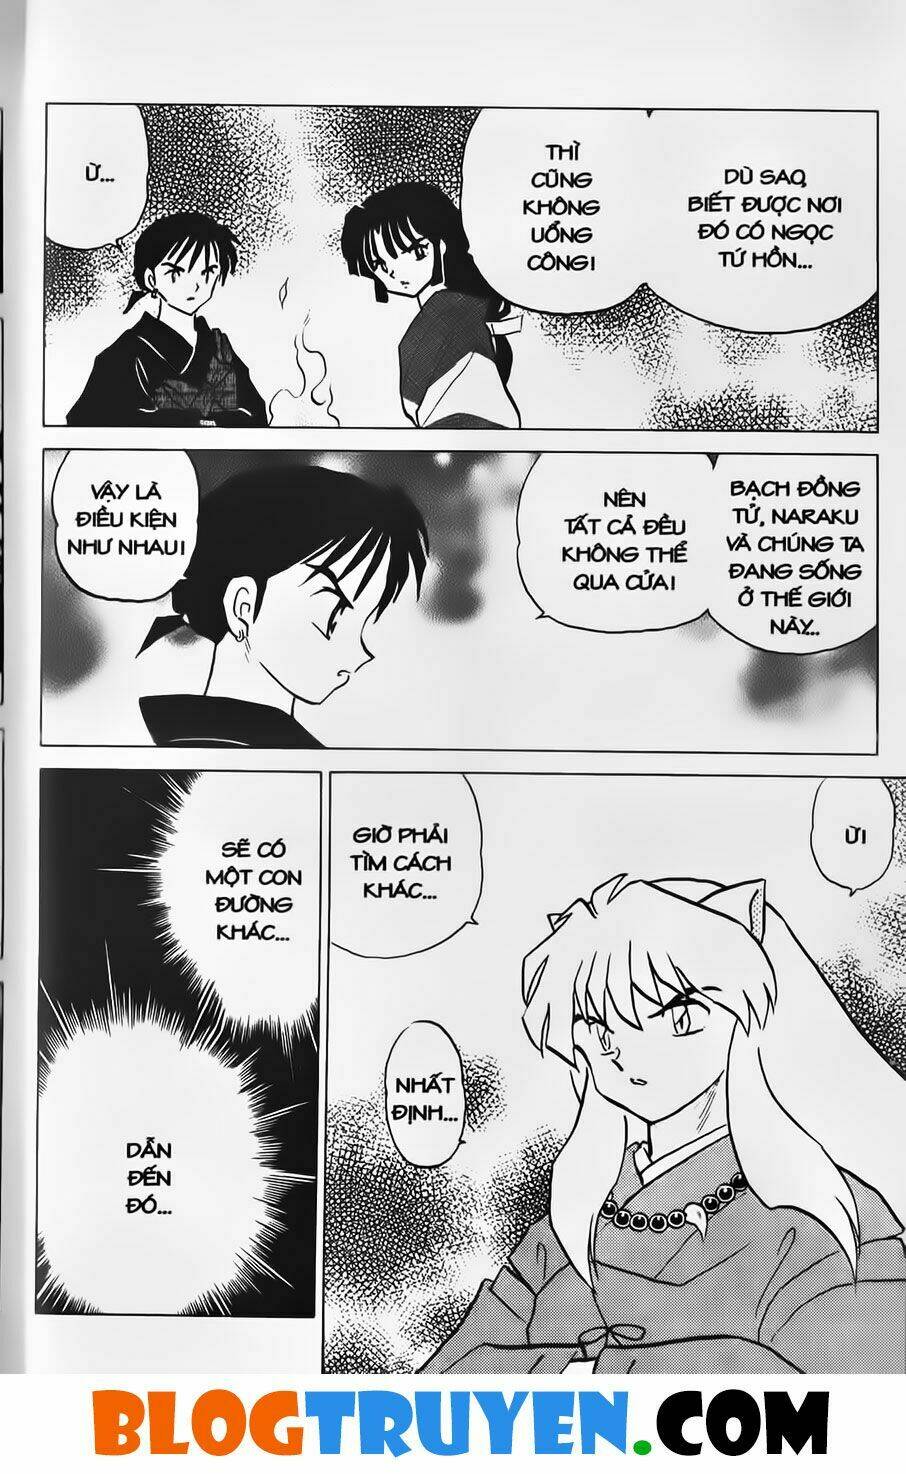 DÙ SAO,
BIẾT ĐƯỢC NƠI
ĐÓ CÓ NGỌC
TỨ HỒN...
THÌ
CŨNG
KHÔNG
UỔNG
CÔNG!
Ừ...
BẠCH ĐỒNG
TỬ, NARAKU
VÀ CHÚNG TA
ĐANG SỐNG
Ở THẾ GIỚI
NÀY...
NÊN
TẤT CẢ ĐỀU
KHÔNG THỂ
QUA CỬA!
VẬY LÀ
ĐIỀU KIỆN
NHƯ NHAU!
Ừ!
GIỜ PHẢI
TÌM CÁCH
KHÁC...
NHẤT
ĐỊNH...
SẼ CÓ
MỘT CON
ĐƯỜNG
KHÁC...
DẪN
ĐẾN
ĐÓ...
BLOGTRUYEN.COM